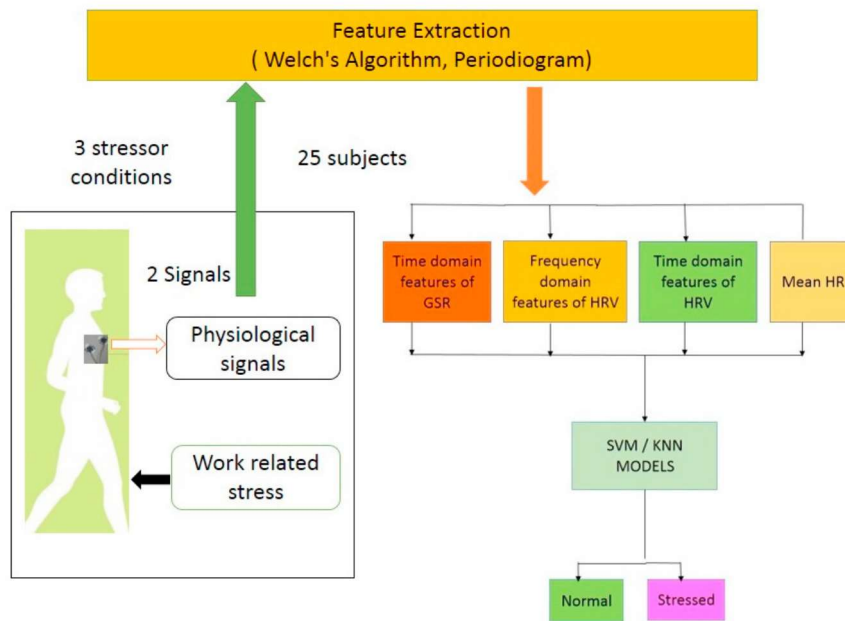 Feature Extraction
( Welch's Algorithm, Periodiogram)
3 stressor
conditions
25 subjects
2 Signals
Physiological
signals
Work related
stress
Time domain
features of
GSR
Frequency
domain
features of HRV
Time domain
features of
HRV
Mean HR
SVM / KNN
MODELS
Normal
Stressed